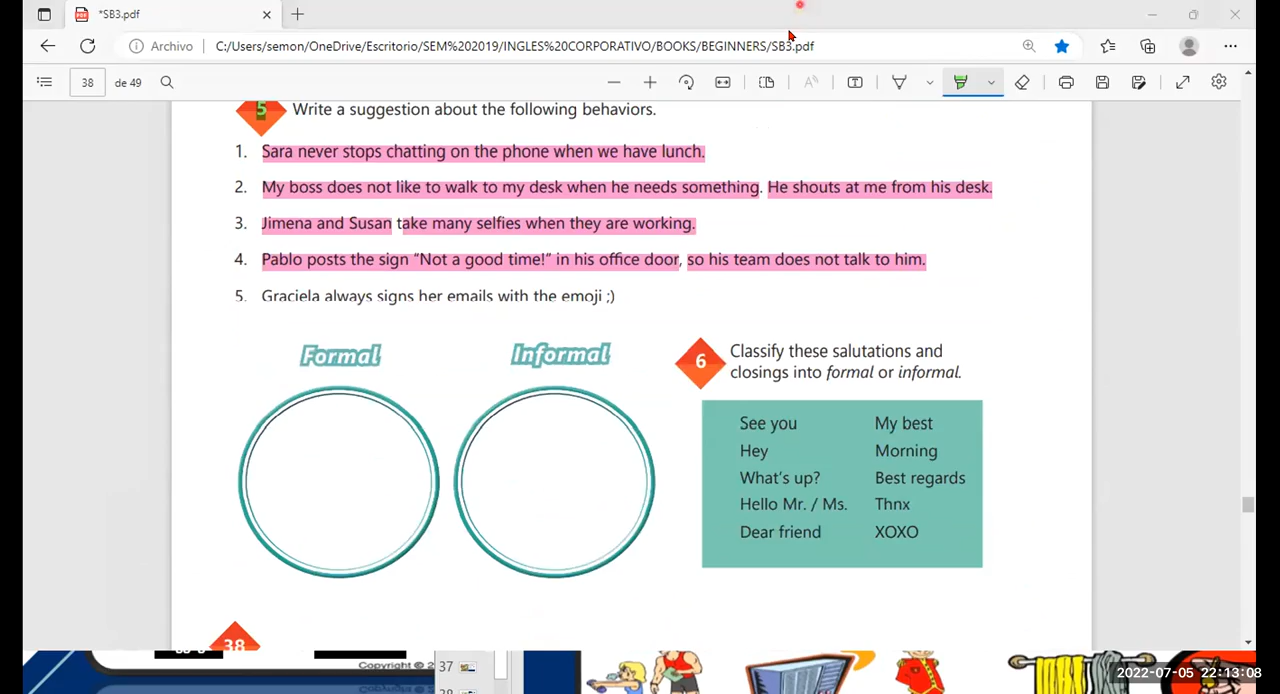 *SB3.pdf
Archivo
C:/Users/semon/OneDrive/Escritorio/SEM%202019/INGLES%20CORPORATIVO/BOOKS/BEGINNERS/SB3.pdf
38 de 49
5 Write a suggestion about the following behaviors.
1. Sara never stops chatting on the phone when we have lunch.
2. My boss does not like to walk to my desk when he needs something. He shouts at me from his desk.
3. Jimena and Susan take many selfies when they are working.
4. Pablo posts the sign “Not a good time!” in his office door, so his team does not talk to him.
5. Graciela always signs her emails with the emoji ;)
Formal
Informal
6 Classify these salutations and
closings into formal or informal.
See you My best
Hey Morning
What's up? Best regards
Hello Mr. / Ms. Thnx
Dear friend XOXO
38
Copyright © 2
37
38
2022-07-05 22:13:08